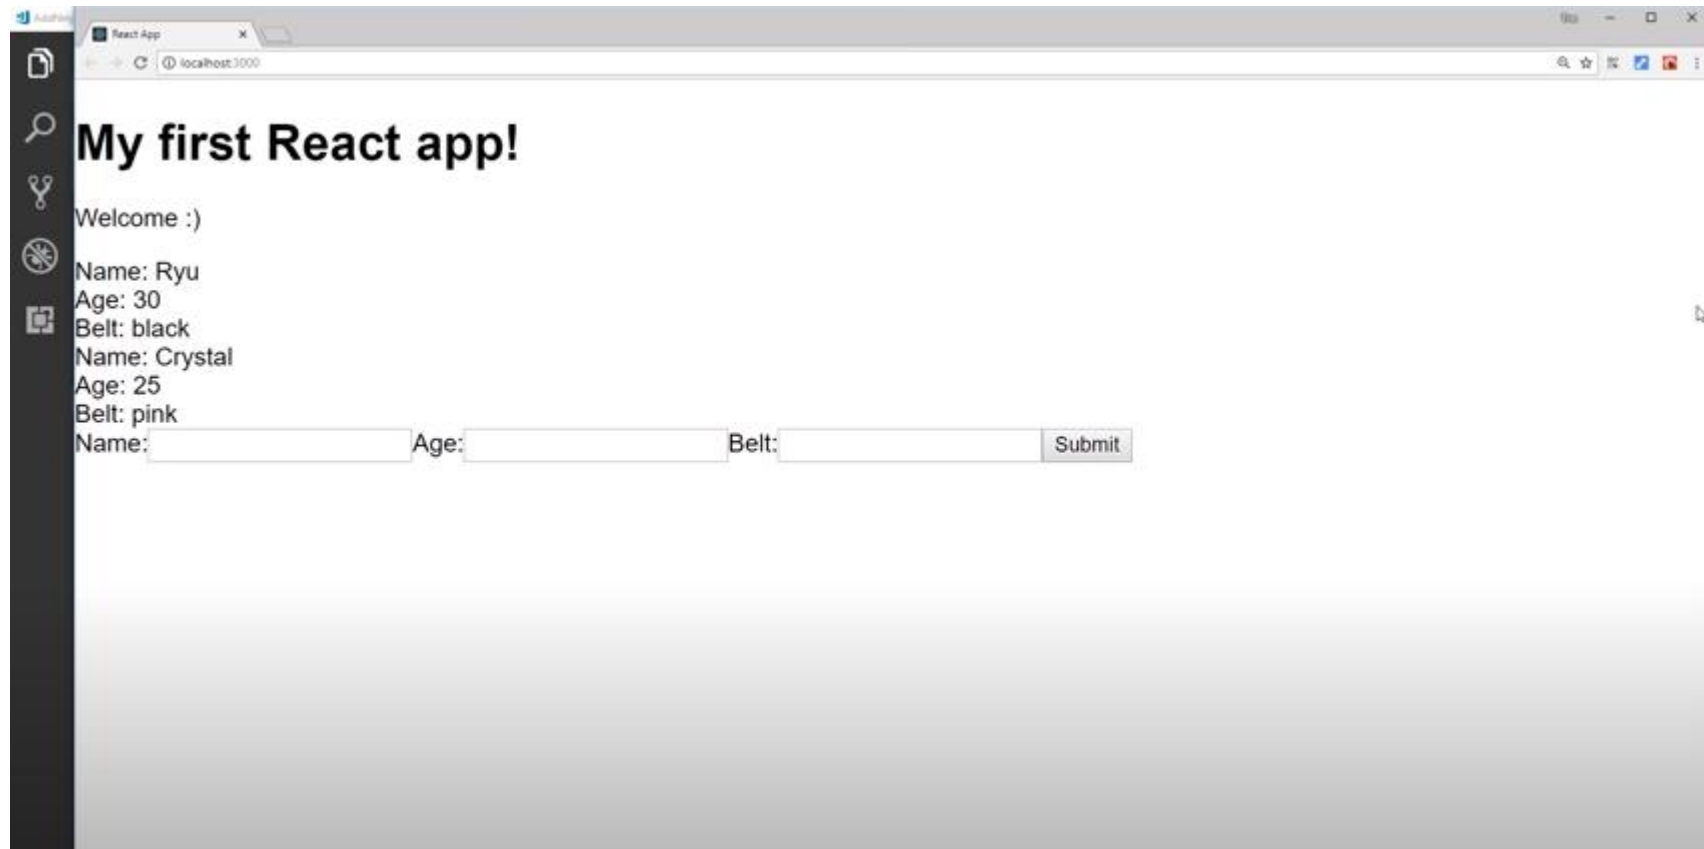 React App
localhost:3000
My first React app!
Welcome :)
Name: Ryu
Age: 30
Belt: black
Name: Crystal
Age: 25
Belt: pink
Name: Age: Belt: Submit